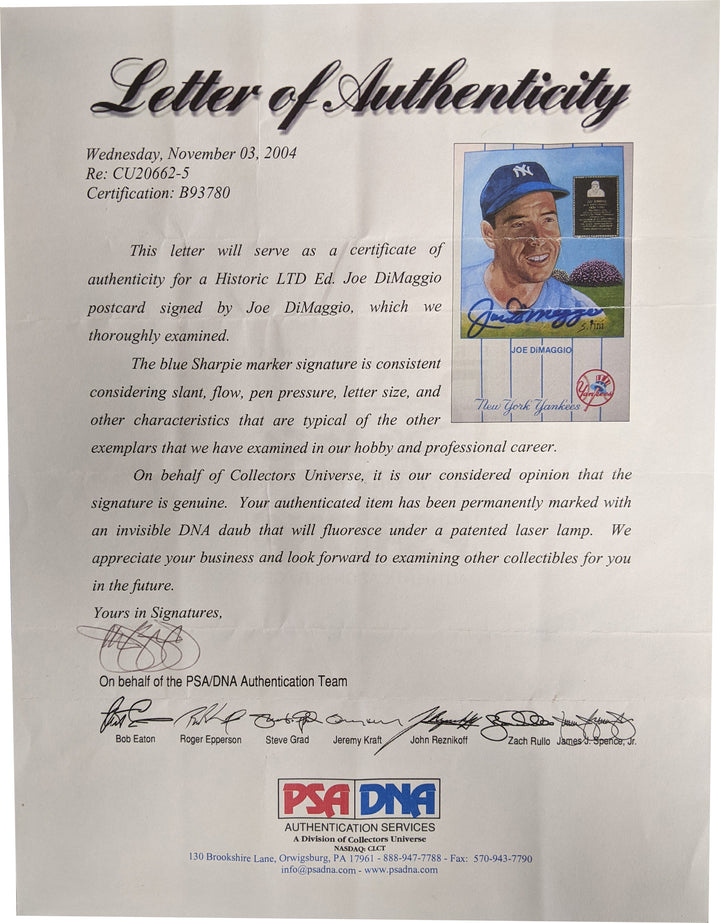 Letter of Authenticity
Wednesday, November 03, 2004
Re: CU20662-5
Certification: B93780
This letter will serve as a certificate of
authenticity for a Historic LTD Ed. Joe DiMaggio
postcard signed by Joe DiMaggio, which we
thoroughly examined.
The blue Sharpie marker signature is consistent
considering slant, flow, pen pressure, letter size, and
other characteristics that are typical of the other
exemplars that we have examined in our hobby and professional career.
On behalf of Collectors Universe, it is our considered opinion that the
signature is genuine. Your authenticated item has been permanently marked with
an invisible DNA daub that will fluoresce under a patented laser lamp. We
appreciate your business and look forward to examining other collectibles for you
in the future.
Yours in Signatures,
On behalf of the PSA/DNA Authentication Team
Bob Eaton Roger Epperson Steve Grad Jeremy Kraft John Reznikoff Zach Rullo James J. Spence, Jr.
NY
Joe DiMaggio
JOE DiMAGGIO
Yankees
New York Yankees
PSA DNA
AUTHENTICATION SERVICES
A Division of Collectors Universe
NASDAQ: CLCT
130 Brookshire Lane, Orwigsburg, PA 17961 - 888-947-7788 - Fax: 570-943-7790
info@psadna.com - www.psadna.com